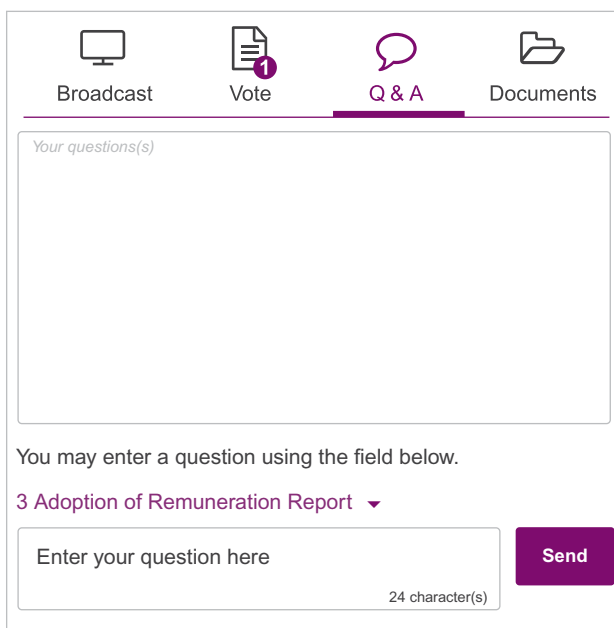 1
Broadcast Vote Q & A Documents
Your questions(s)
You may enter a question using the field below.
3 Adoption of Remuneration Report
Enter your question here
Send
24 character(s)